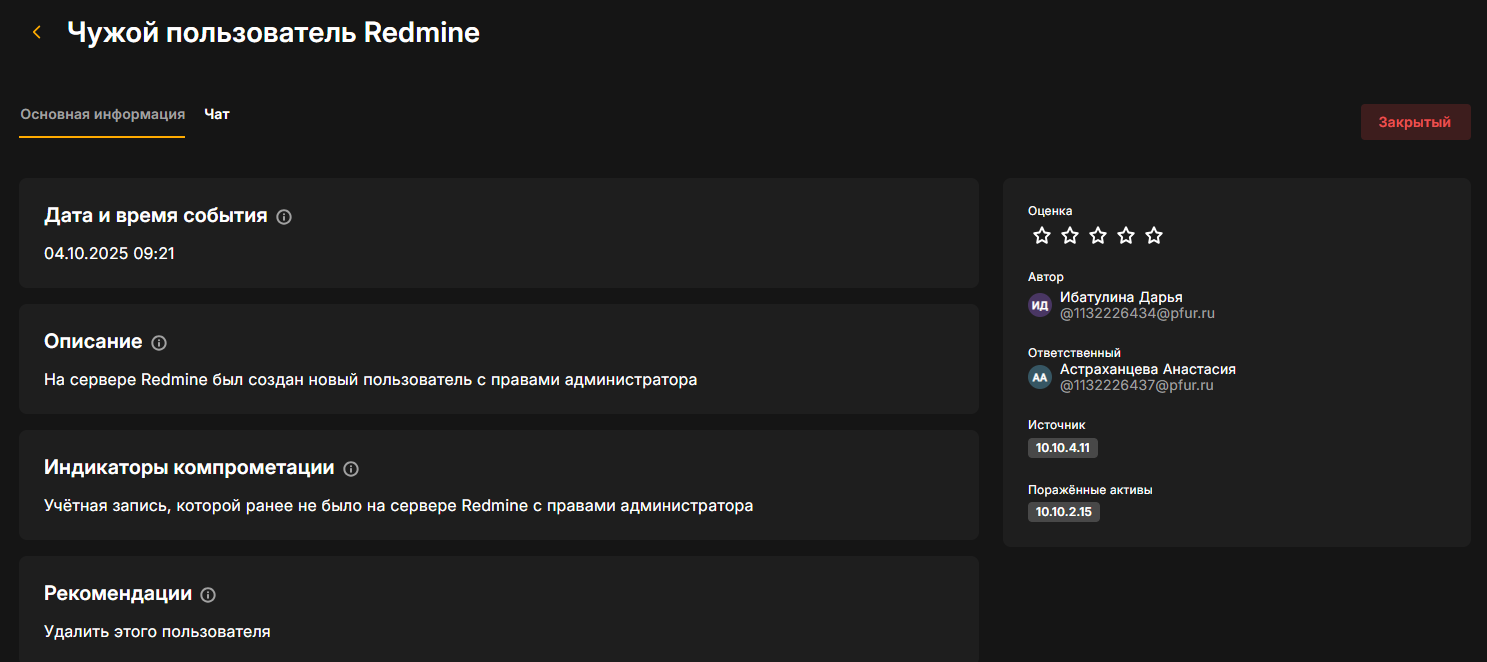 Чужой пользователь Redmine
Основная информация
Чат
Закрытый
Дата и время события
04.10.2025 09:21
Описание
На сервере Redmine был создан новый пользователь с правами администратора
Индикаторы компрометации
Учётная запись, которой ранее не было на сервере Redmine с правами администратора
Рекомендации
Удалить этого пользователя
Оценка
Автор
ИД
Ибатулина Дарья
@1132226434@pfur.ru
Ответственный
АА
Астраханцева Анастасия
@1132226437@pfur.ru
Источник
10.10.4.11
Поражённые активы
10.10.2.15